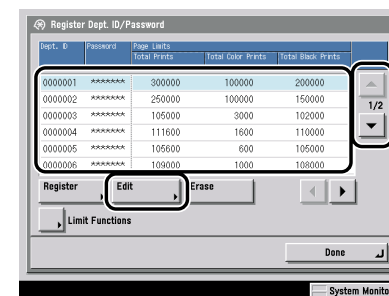 Register Dept. ID/Password
Dept. ID Password Page Limits
Total Prints Total Color Prints Total Black Prints
0000001 ******* 300000 100000 200000
0000002 ******* 250000 100000 150000
0000003 ******* 105000 3000 102000
0000004 ******* 111600 1600 110000
0000005 ******* 105600 600 105000
0000006 ******* 109000 1000 108000
1/2
Register Edit Erase
Limit Functions
Done
System Monito